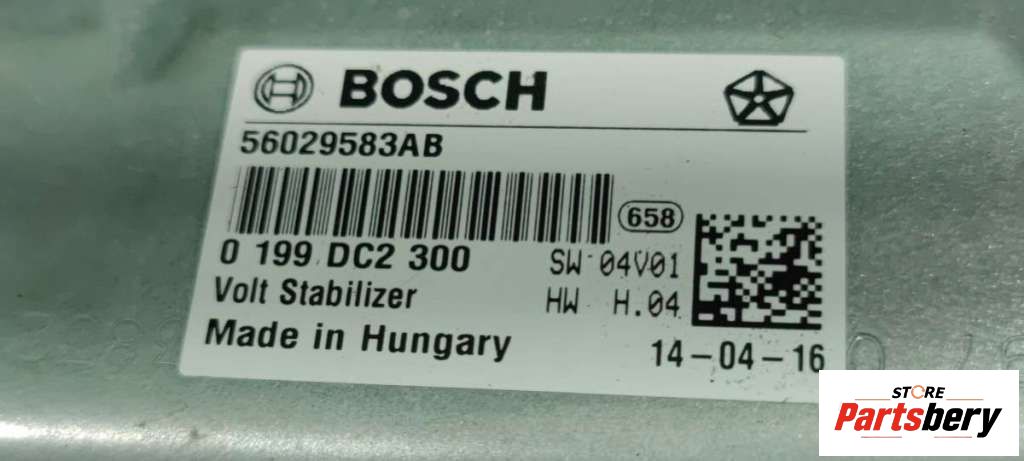 BOSCH
56029583AB
658
0 199 DC2 300 SW 04V01
Volt Stabilizer HW H.04
Made in Hungary 14-04-16
STORE
Partsbery